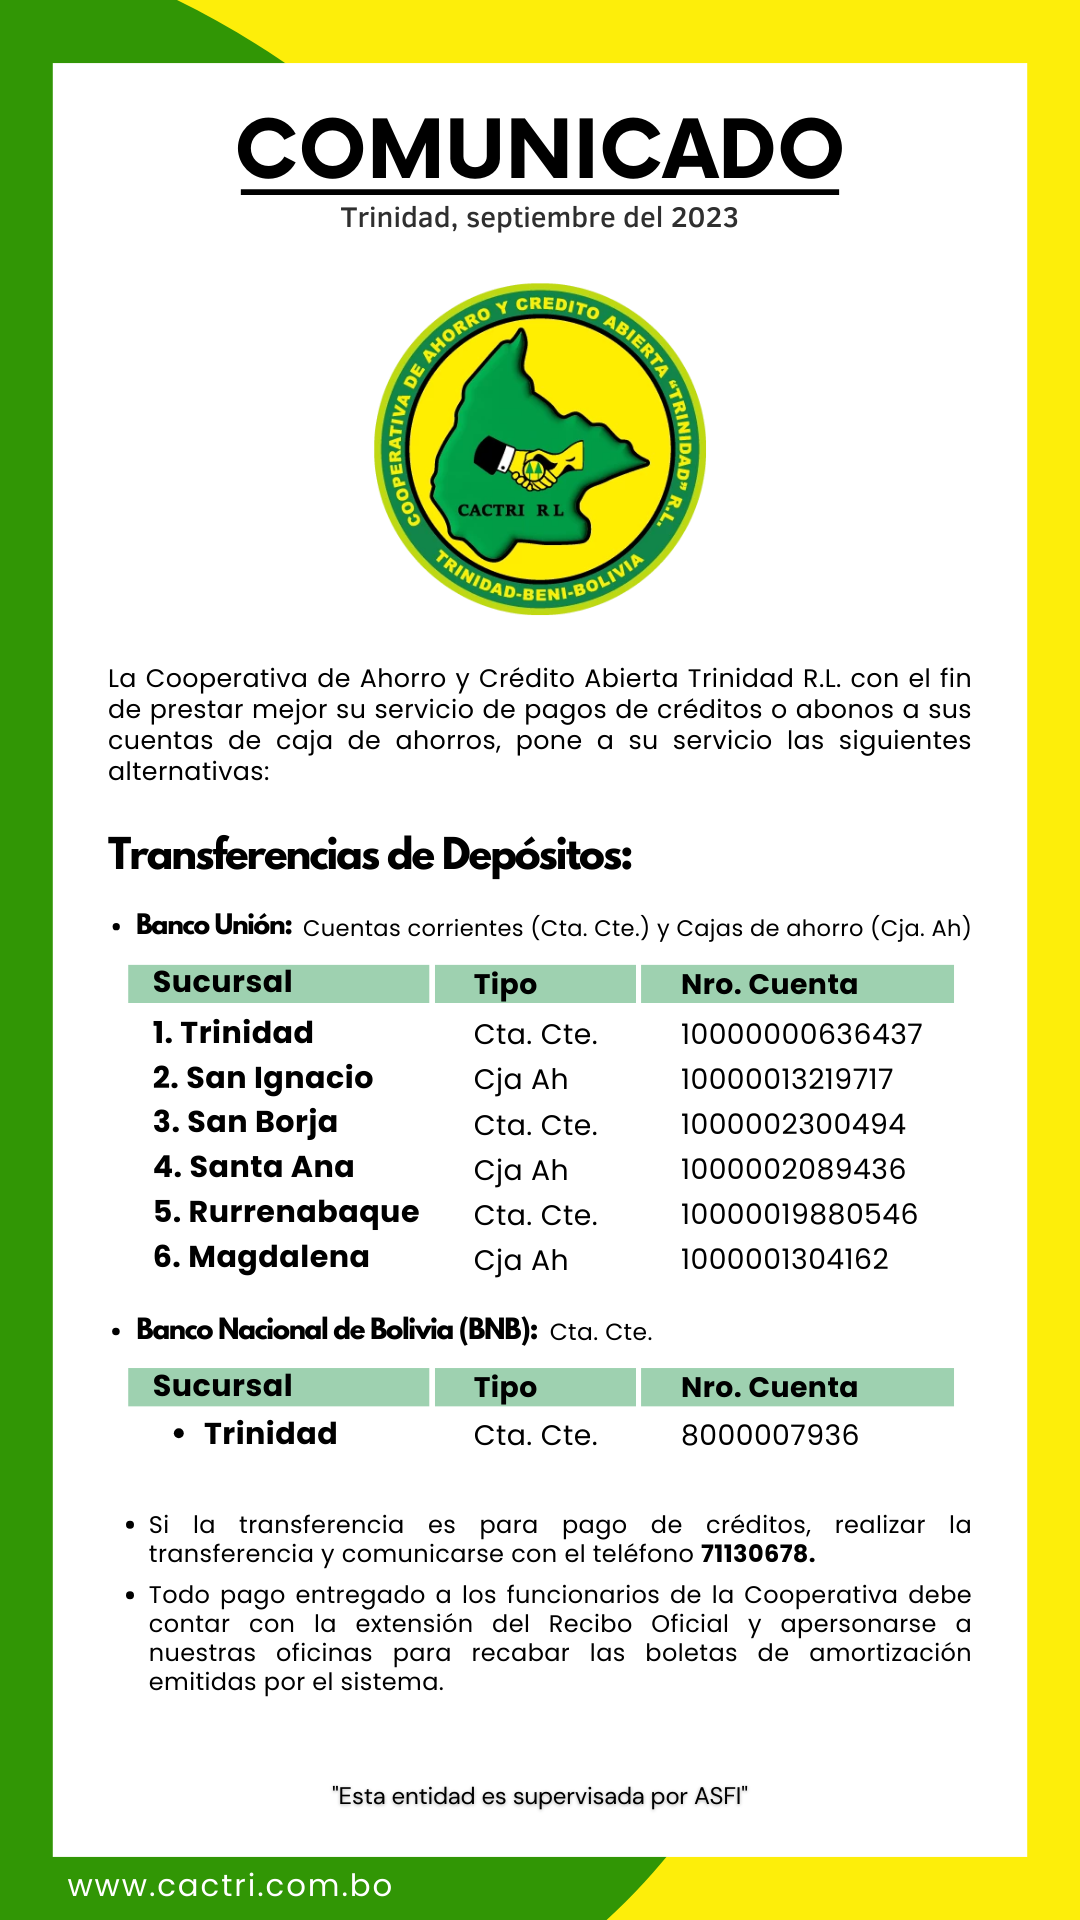 COMUNICADO
Trinidad, septiembre del 2023
COOPERATIVA DE AHORRO Y CREDITO ABIERTA "TRINIDAD" R.L.
CACTRI R L
TRINIDAD-BENI-BOLIVIA
La Cooperativa de Ahorro y Crédito Abierta Trinidad R.L. con el fin
de prestar mejor su servicio de pagos de créditos o abonos a sus
cuentas de caja de ahorros, pone a su servicio las siguientes
alternativas:
Transferencias de Depósitos:
• Banco Unión: Cuentas corrientes (Cta. Cte.) y Cajas de ahorro (Cja. Ah)
Sucursal Tipo Nro. Cuenta
1. Trinidad Cta. Cte. 10000000636437
2. San Ignacio Cja Ah 10000013219717
3. San Borja Cta. Cte. 1000002300494
4. Santa Ana Cja Ah 1000002089436
5. Rurrenabaque Cta. Cte. 10000019880546
6. Magdalena Cja Ah 1000001304162
• Banco Nacional de Bolivia (BNB): Cta. Cte.
Sucursal Tipo Nro. Cuenta
• Trinidad Cta. Cte. 8000007936
• Si la transferencia es para pago de créditos, realizar la
transferencia y comunicarse con el teléfono 71130678.
• Todo pago entregado a los funcionarios de la Cooperativa debe
contar con la extensión del Recibo Oficial y apersonarse a
nuestras oficinas para recabar las boletas de amortización
emitidas por el sistema.
"Esta entidad es supervisada por ASFI"
www.cactri.com.bo